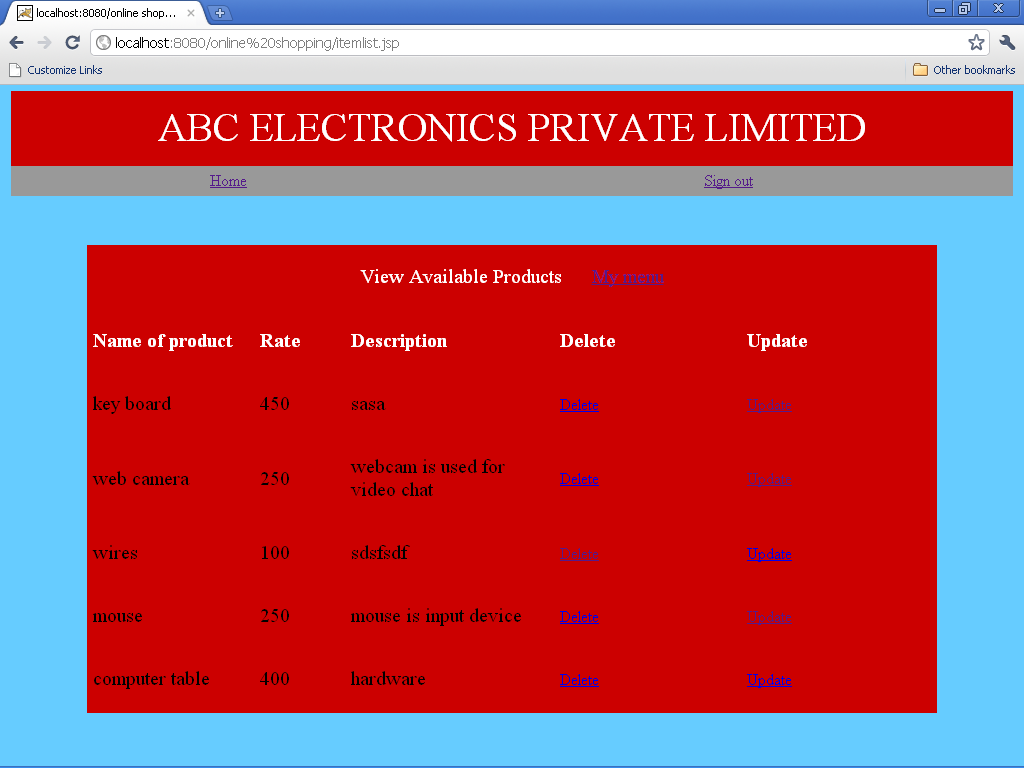 localhost:8080/online shop...
localhost:8080/online%20shopping/itemlist.jsp
Customize Links Other bookmarks
ABC ELECTRONICS PRIVATE LIMITED
Home Sign out
View Available Products My menu
Name of product Rate Description Delete Update
key board 450 sasa Delete Update
web camera 250 webcam is used for
video chat Delete Update
wires 100 sdsfsdf Delete Update
mouse 250 mouse is input device Delete Update
computer table 400 hardware Delete Update